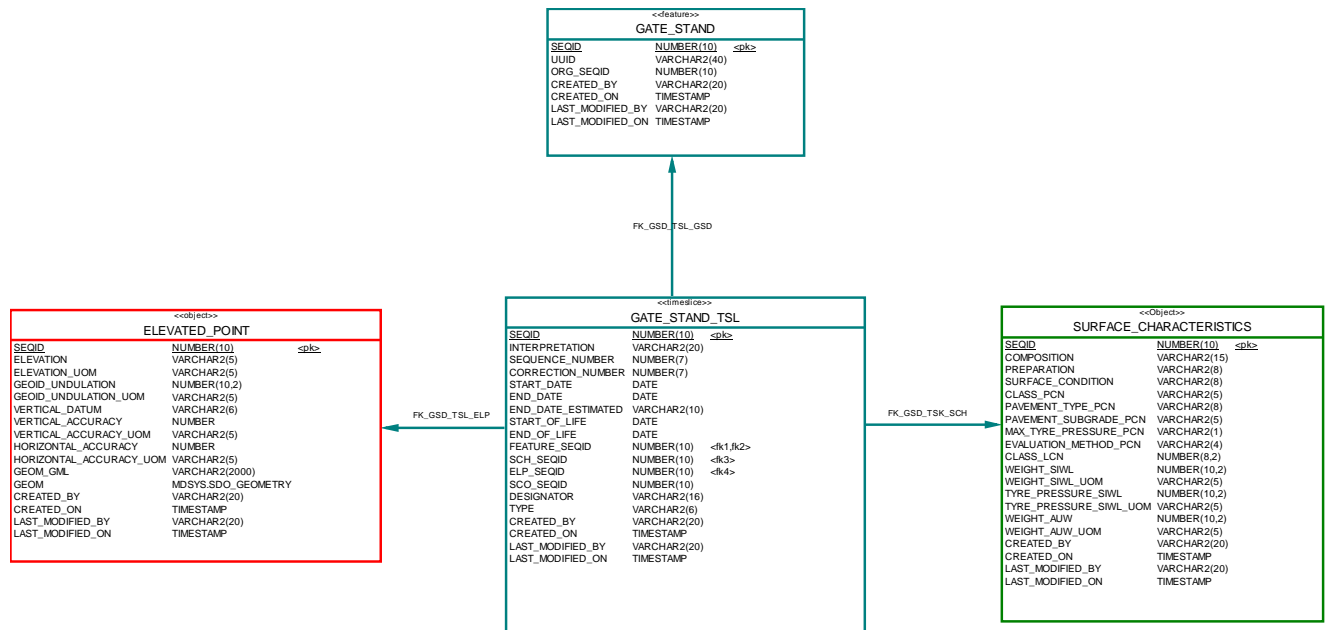 <<feature>>
GATE_STAND
SEQID NUMBER(10) <pk>
UUID VARCHAR2(40)
ORG_SEQID NUMBER(10)
CREATED_BY VARCHAR2(20)
CREATED_ON TIMESTAMP
LAST_MODIFIED_BY VARCHAR2(20)
LAST_MODIFIED_ON TIMESTAMP
FK_GSD_TSL_GSD
<<object>>
ELEVATED_POINT
SEQID NUMBER(10) <pk>
ELEVATION VARCHAR2(5)
ELEVATION_UOM VARCHAR2(5)
GEOID_UNDULATION NUMBER(10,2)
GEOID_UNDULATION_UOM VARCHAR2(5)
VERTICAL_DATUM VARCHAR2(6)
VERTICAL_ACCURACY NUMBER
VERTICAL_ACCURACY_UOM VARCHAR2(5)
HORIZONTAL_ACCURACY NUMBER
HORIZONTAL_ACCURACY_UOM VARCHAR2(5)
GEOM_GML VARCHAR2(2000)
GEOM MDSYS.SDO_GEOMETRY
CREATED_BY VARCHAR2(20)
CREATED_ON TIMESTAMP
LAST_MODIFIED_BY VARCHAR2(20)
LAST_MODIFIED_ON TIMESTAMP
FK_GSD_TSL_ELP
<<timeslice>>
GATE_STAND_TSL
SEQID NUMBER(10) <pk>
INTERPRETATION VARCHAR2(20)
SEQUENCE_NUMBER NUMBER(7)
CORRECTION_NUMBER NUMBER(7)
START_DATE DATE
END_DATE DATE
END_DATE_ESTIMATED VARCHAR2(10)
START_OF_LIFE DATE
END_OF_LIFE DATE
FEATURE_SEQID NUMBER(10) <fk1,fk2>
SCH_SEQID NUMBER(10) <fk3>
ELP_SEQID NUMBER(10) <fk4>
SCO_SEQID NUMBER(10)
DESIGNATOR VARCHAR2(16)
TYPE VARCHAR2(6)
CREATED_BY VARCHAR2(20)
CREATED_ON TIMESTAMP
LAST_MODIFIED_BY VARCHAR2(20)
LAST_MODIFIED_ON TIMESTAMP
FK_GSD_TSK_SCH
<<Object>>
SURFACE_CHARACTERISTICS
SEQID NUMBER(10) <pk>
COMPOSITION VARCHAR2(15)
PREPARATION VARCHAR2(8)
SURFACE_CONDITION VARCHAR2(8)
CLASS_PCN VARCHAR2(5)
PAVEMENT_TYPE_PCN VARCHAR2(8)
PAVEMENT_SUBGRADE_PCN VARCHAR2(5)
MAX_TYRE_PRESSURE_PCN VARCHAR2(1)
EVALUATION_METHOD_PCN VARCHAR2(4)
CLASS_LCN NUMBER(8,2)
WEIGHT_SIWL NUMBER(10,2)
WEIGHT_SIWL_UOM VARCHAR2(5)
TYRE_PRESSURE_SIWL NUMBER(10,2)
TYRE_PRESSURE_SIWL_UOM VARCHAR2(5)
WEIGHT_AUW NUMBER(10,2)
WEIGHT_AUW_UOM VARCHAR2(5)
CREATED_BY VARCHAR2(20)
CREATED_ON TIMESTAMP
LAST_MODIFIED_BY VARCHAR2(20)
LAST_MODIFIED_ON TIMESTAMP